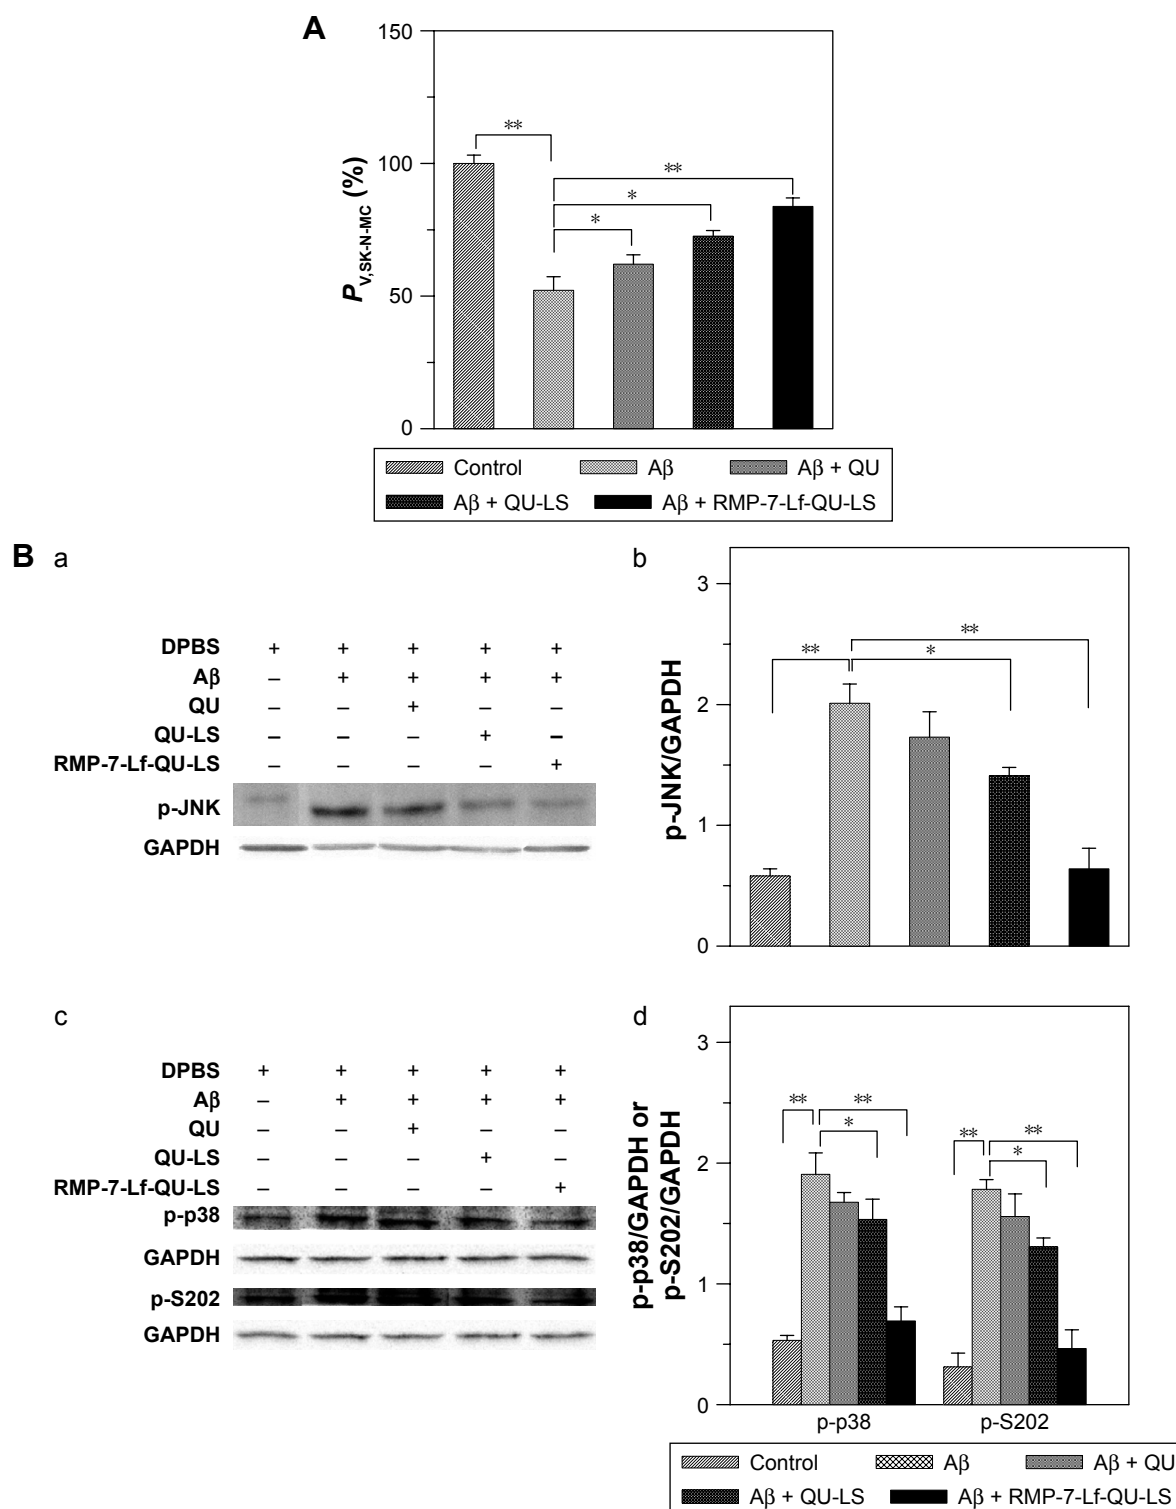 A
150
100
50
0
P V,SK-N-MC (%)
**
**
*
*
Control Aβ Aβ + QU
Aβ + QU-LS Aβ + RMP-7-Lf-QU-LS
B a
DPBS + + + + +
Aβ – + + + +
QU – – + – –
QU-LS – – – + –
RMP-7-Lf-QU-LS – – – – +
p-JNK
GAPDH
b
3
2
1
0
p-JNK/GAPDH
**
**
*
c
DPBS + + + + +
Aβ – + + + +
QU – – + – –
QU-LS – – – + –
RMP-7-Lf-QU-LS – – – – +
p-p38
GAPDH
p-S202
GAPDH
d
3
2
1
0
p-p38/GAPDH or
p-S202/GAPDH
** **
*
** **
*
p-p38 p-S202
Control Aβ Aβ + QU
Aβ + QU-LS Aβ + RMP-7-Lf-QU-LS